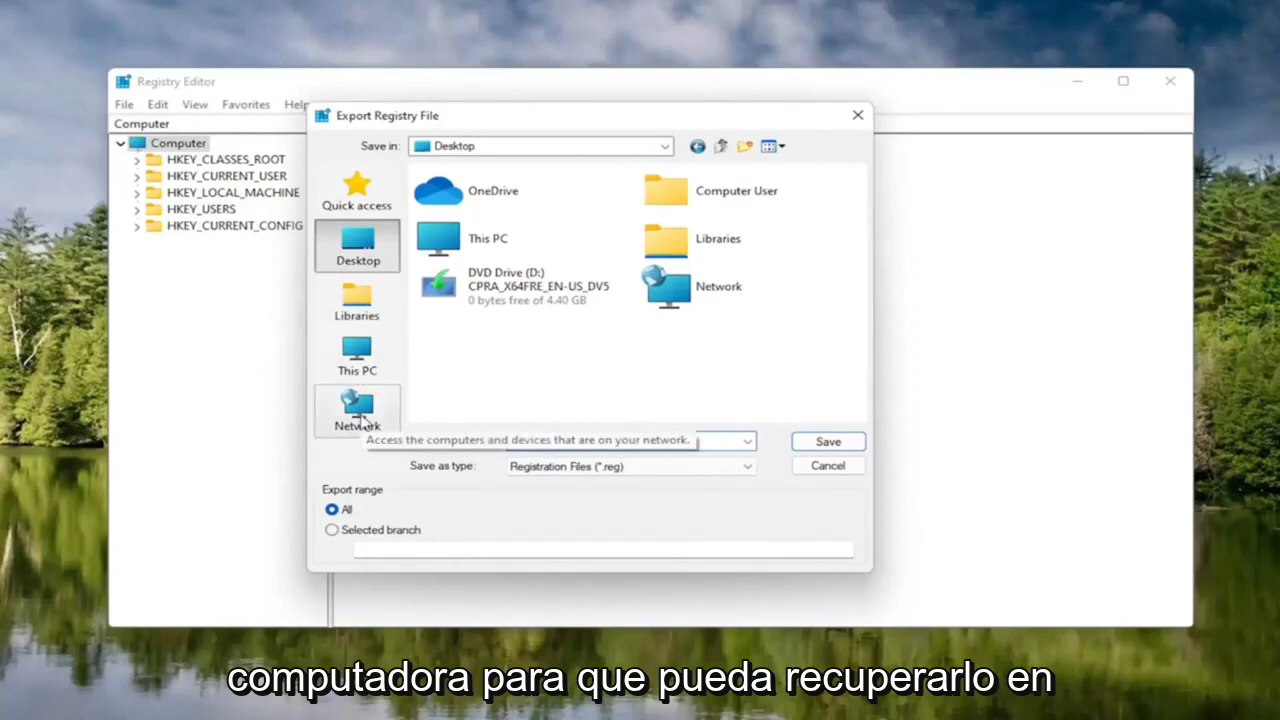 Registry Editor
File Edit View Favorites Help
Computer
Computer
HKEY_CLASSES_ROOT
HKEY_CURRENT_USER
HKEY_LOCAL_MACHINE
HKEY_USERS
HKEY_CURRENT_CONFIG
Export Registry File
Save in: Desktop
Quick access
Desktop
Libraries
This PC
Network
OneDrive
Computer User
This PC
Libraries
DVD Drive (D:)
CPRA_X64FRE_EN-US_DV5
0 bytes free of 4.40 GB
Network
Access the computers and devices that are on your network.
Save
Save as type: Registration Files (*.reg)
Cancel
Export range
All
Selected branch
computadora para que pueda recuperarlo en